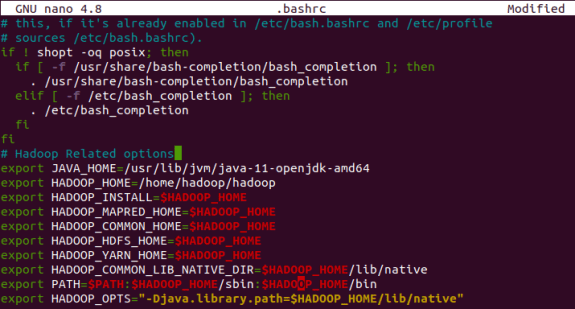 GNU nano 4.8 .bashrc Modified
# this, if it's already enabled in /etc/bash.bashrc and /etc/profile
# sources /etc/bash.bashrc).
if ! shopt -oq posix; then
  if [ -f /usr/share/bash-completion/bash_completion ]; then
    . /usr/share/bash-completion/bash_completion
  elif [ -f /etc/bash_completion ]; then
    . /etc/bash_completion
  fi
fi
# Hadoop Related options
export JAVA_HOME=/usr/lib/jvm/java-11-openjdk-amd64
export HADOOP_HOME=/home/hadoop/hadoop
export HADOOP_INSTALL=$HADOOP_HOME
export HADOOP_MAPRED_HOME=$HADOOP_HOME
export HADOOP_COMMON_HOME=$HADOOP_HOME
export HADOOP_HDFS_HOME=$HADOOP_HOME
export HADOOP_YARN_HOME=$HADOOP_HOME
export HADOOP_COMMON_LIB_NATIVE_DIR=$HADOOP_HOME/lib/native
export PATH=$PATH:$HADOOP_HOME/sbin:$HADOOP_HOME/bin
export HADOOP_OPTS="-Djava.library.path=$HADOOP_HOME/lib/native"